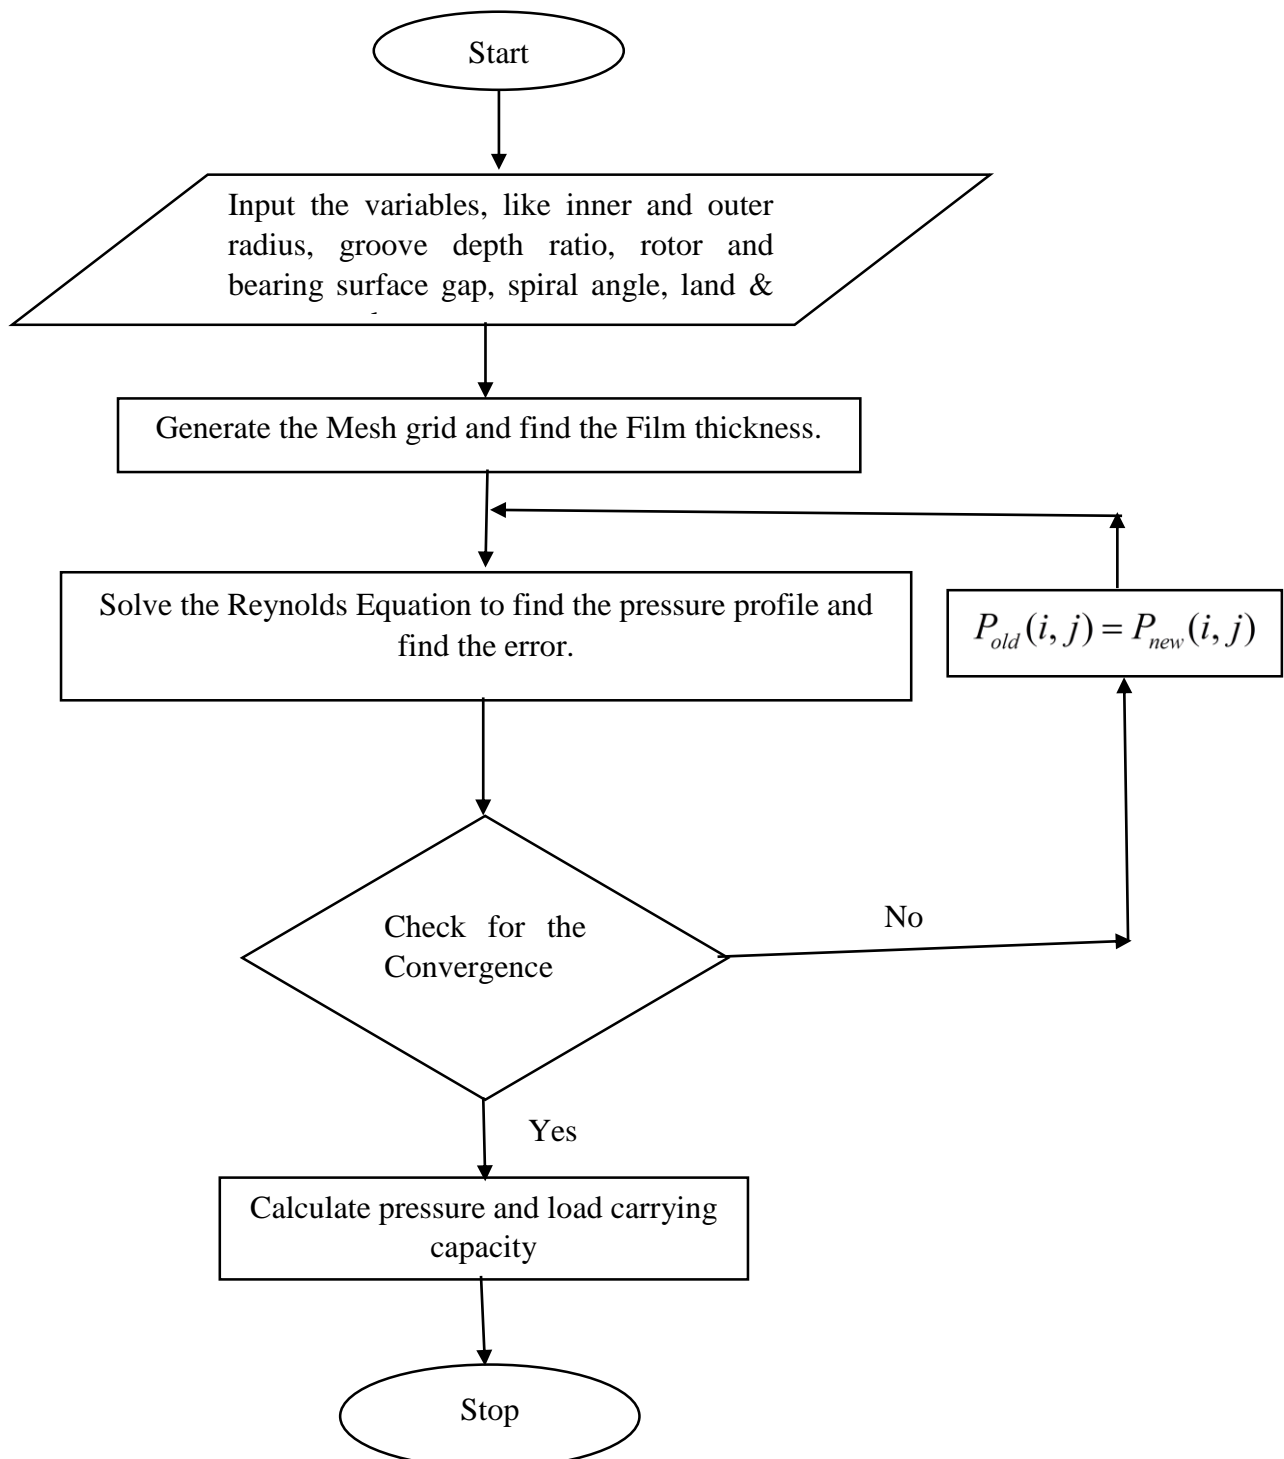 Start
Input the variables, like inner and outer
radius, groove depth ratio, rotor and
bearing surface gap, spiral angle, land &
Generate the Mesh grid and find the Film thickness.
Solve the Reynolds Equation to find the pressure profile and
find the error.
P_old(i, j) = P_new(i, j)
No
Check for the
Convergence
Yes
Calculate pressure and load carrying
capacity
Stop